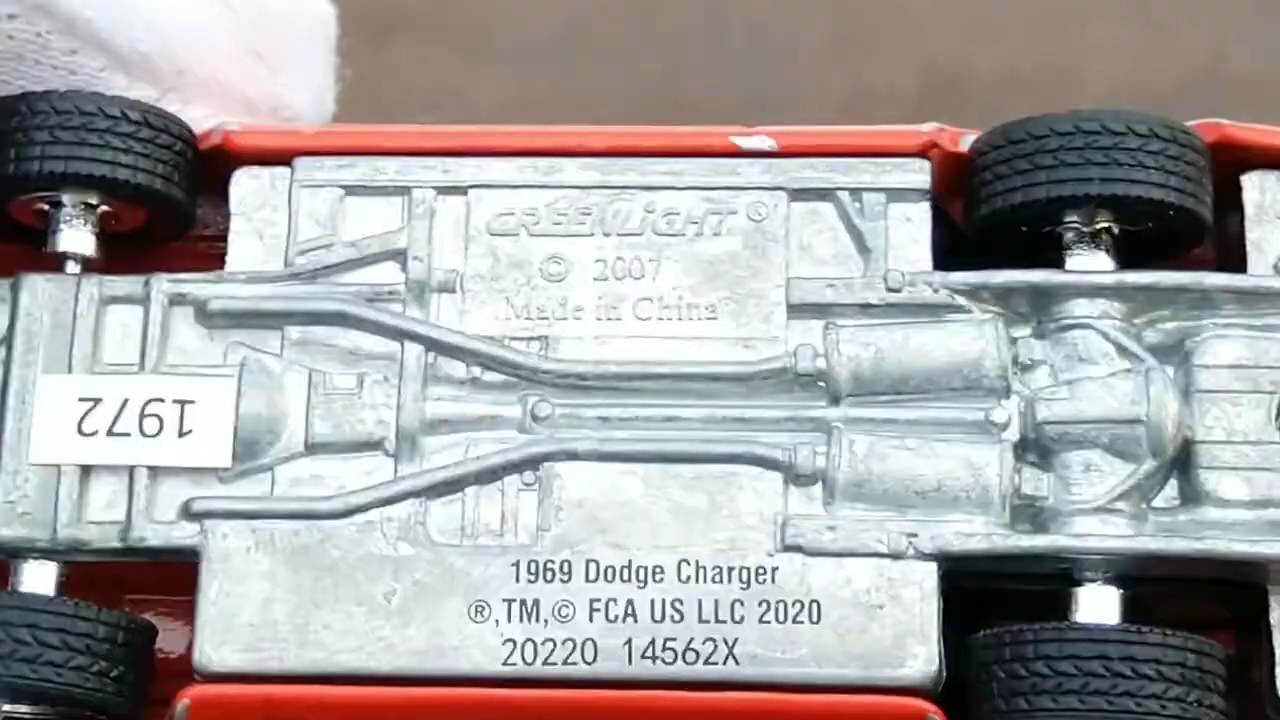 GREENLIGHT®
© 2007
Made in China
1972
1969 Dodge Charger
®,TM,© FCA US LLC 2020
20220 14562X